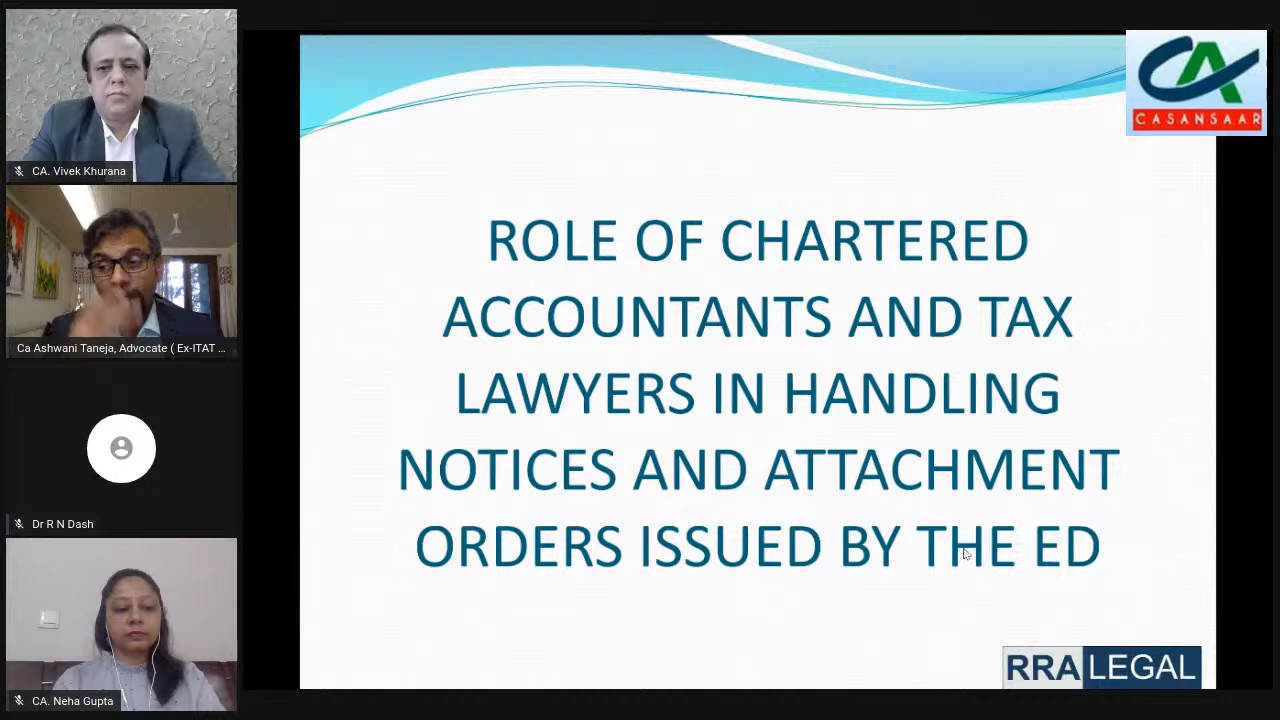 CA. Vivek Khurana
Ca Ashwani Taneja, Advocate ( Ex-ITAT ...
Dr R N Dash
CA. Neha Gupta
ROLE OF CHARTERED
ACCOUNTANTS AND TAX
LAWYERS IN HANDLING
NOTICES AND ATTACHMENT
ORDERS ISSUED BY THE ED
CA
CASANSAAR
RRA LEGAL